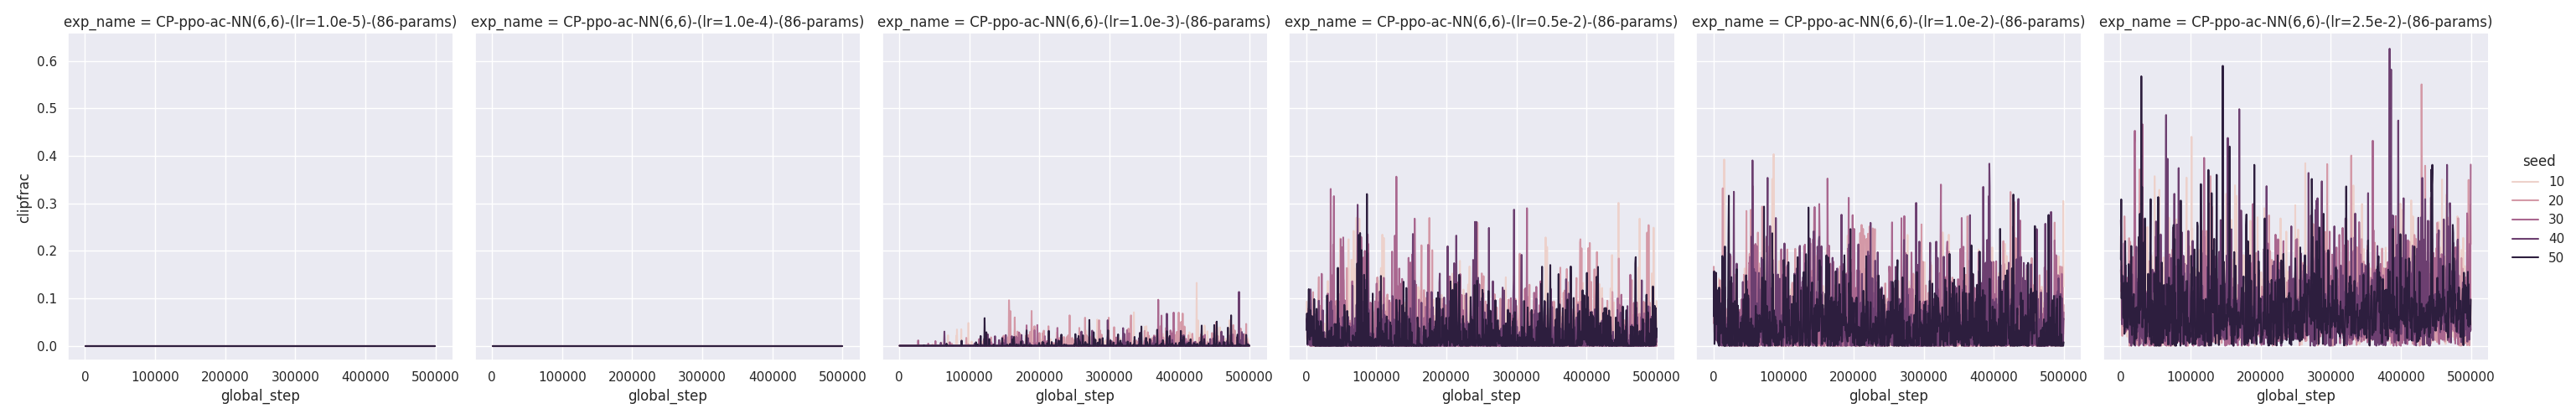 exp_name = CP-ppo-ac-NN(6,6)-(lr=1.0e-5)-(86-params)
exp_name = CP-ppo-ac-NN(6,6)-(lr=1.0e-4)-(86-params)
exp_name = CP-ppo-ac-NN(6,6)-(lr=1.0e-3)-(86-params)
exp_name = CP-ppo-ac-NN(6,6)-(lr=0.5e-2)-(86-params)
exp_name = CP-ppo-ac-NN(6,6)-(lr=1.0e-2)-(86-params)
exp_name = CP-ppo-ac-NN(6,6)-(lr=2.5e-2)-(86-params)
clipfrac
0.6
0.5
0.4
0.3
0.2
0.1
0.0
0 100000 200000 300000 400000 500000
global_step
0 100000 200000 300000 400000 500000
global_step
0 100000 200000 300000 400000 500000
global_step
0 100000 200000 300000 400000 500000
global_step
0 100000 200000 300000 400000 500000
global_step
0 100000 200000 300000 400000 500000
global_step
seed
10
20
30
40
50